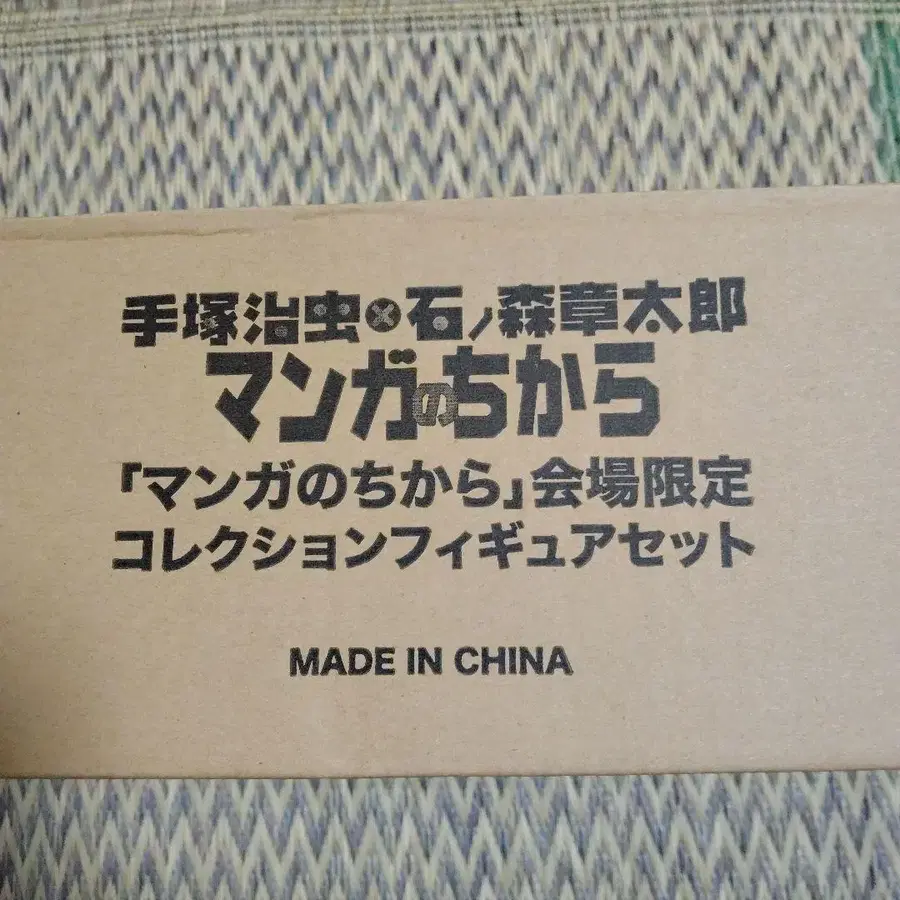 手塚治虫×石ノ森章太郎
マンガのちから
「マンガのちから」会場限定
コレクションフィギュアセット
MADE IN CHINA